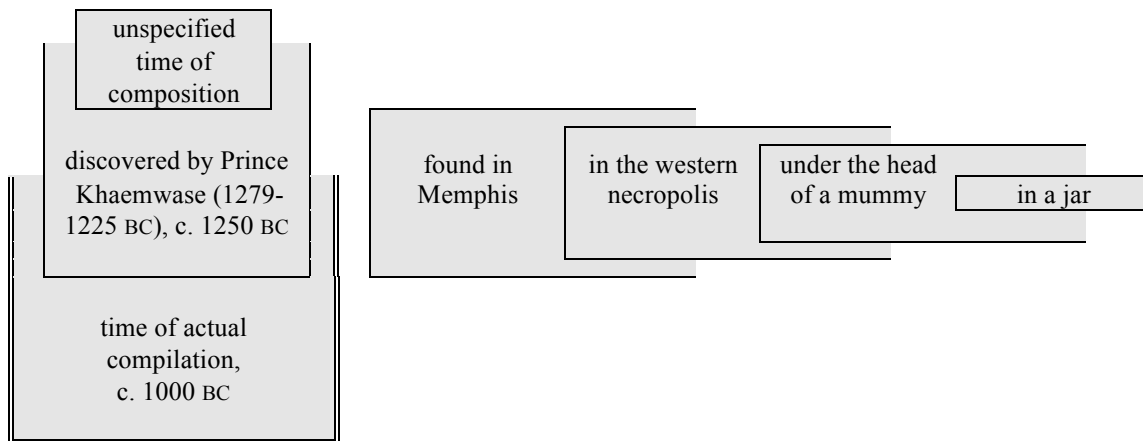 unspecified
time of
composition
discovered by Prince
Khaemwase (1279-
1225 BC), c. 1250 BC
time of actual
compilation,
c. 1000 BC
found in
Memphis
in the western
necropolis
under the head
of a mummy
in a jar